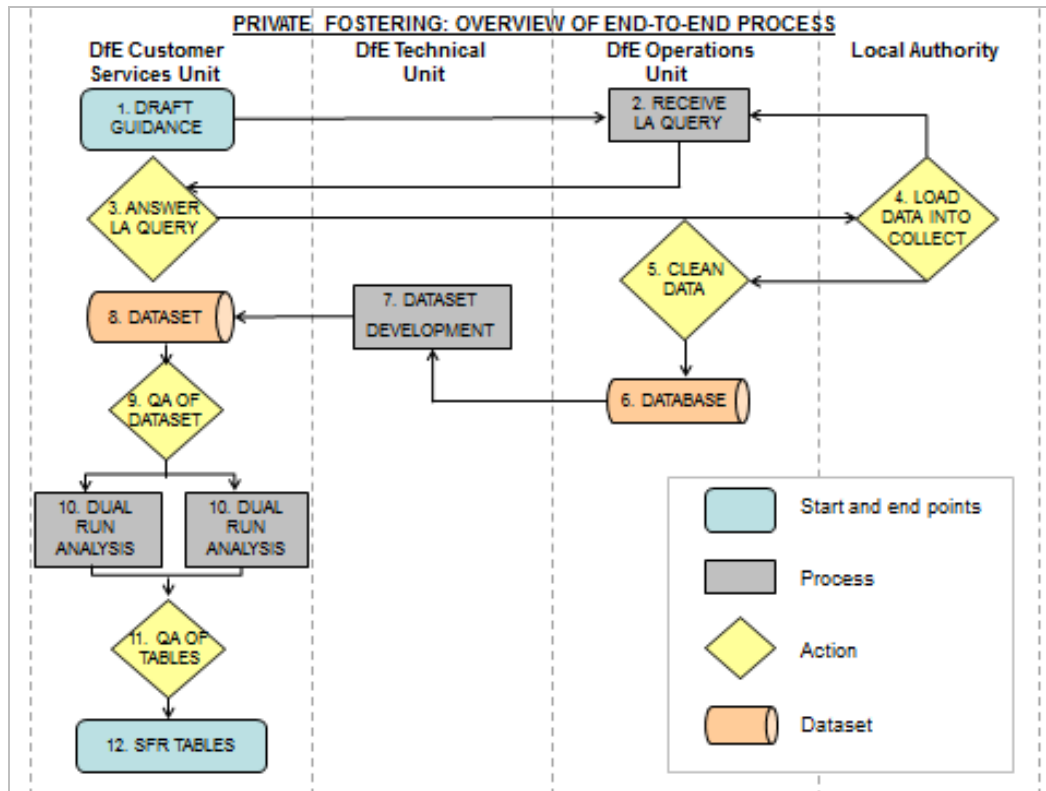 PRIVATE FOSTERING: OVERVIEW OF END-TO-END PROCESS
DfE Customer
Services Unit
DfE Technical
Unit
DfE Operations
Unit
Local Authority
1. DRAFT
GUIDANCE
2. RECEIVE
LA QUERY
3. ANSWER
LA QUERY
4. LOAD
DATA INTO
COLLECT
5. CLEAN
DATA
6. DATABASE
7. DATASET
DEVELOPMENT
8. DATASET
9. QA OF
DATASET
10. DUAL
RUN
ANALYSIS
10. DUAL
RUN
ANALYSIS
11. QA OF
TABLES
12. SFR TABLES
Start and end points
Process
Action
Dataset